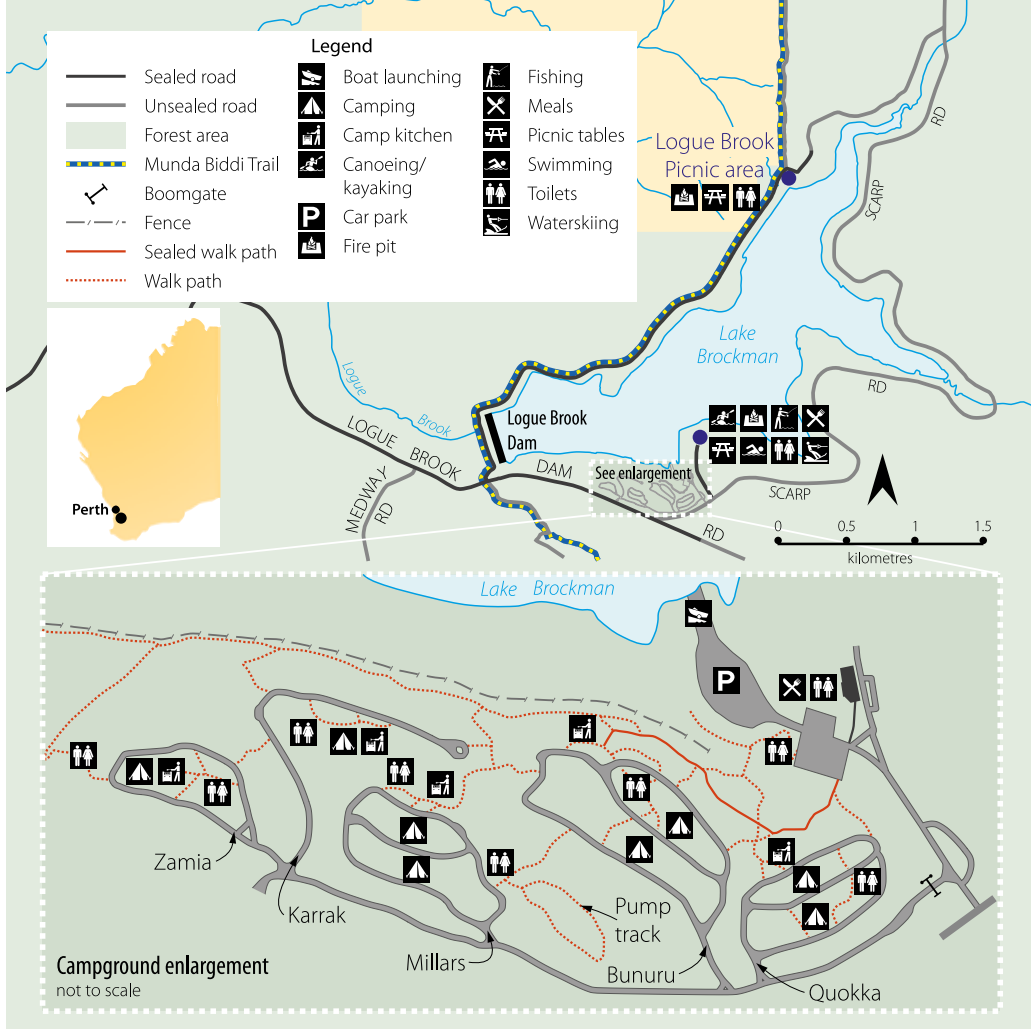 Legend
Sealed road
Unsealed road
Forest area
Munda Biddi Trail
Boomgate
Fence
Sealed walk path
Walk path
Boat launching
Camping
Camp kitchen
Canoeing/
kayaking
P
Car park
Fire pit
Fishing
Meals
Picnic tables
Swimming
Toilets
Waterskiing
Logue Brook
Picnic area
RD
SCARP
Lake
Brockman
RD
Perth
Logue
Brook
LOGUE
BROOK
DAM
RD
MEDWAY
RD
Logue Brook
Dam
See enlargement
SCARP
0 0.5 1 1.5
kilometres
Lake Brockman
P
Zamia
Karrak
Millars
Pump
track
Bunuru
Quokka
Campground enlargement
not to scale